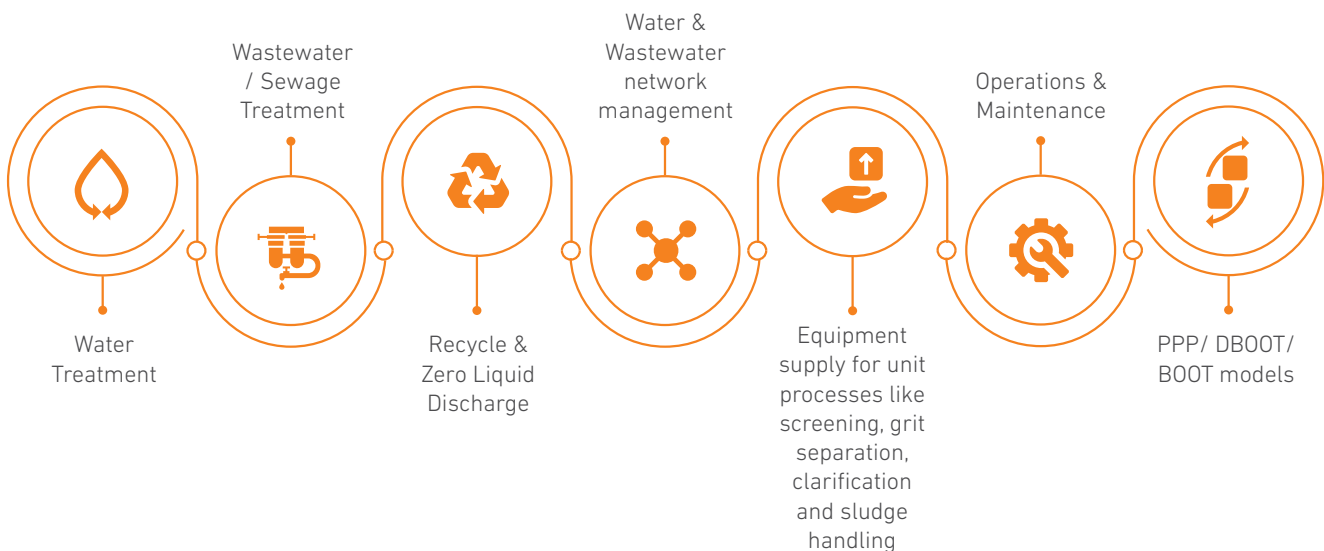 Water
Treatment
Wastewater
/ Sewage
Treatment
Recycle &
Zero Liquid
Discharge
Water &
Wastewater
network
management
Equipment
supply for unit
processes like
screening, grit
separation,
clarification
and sludge
handling
Operations &
Maintenance
PPP/ DBOOT/
BOOT models